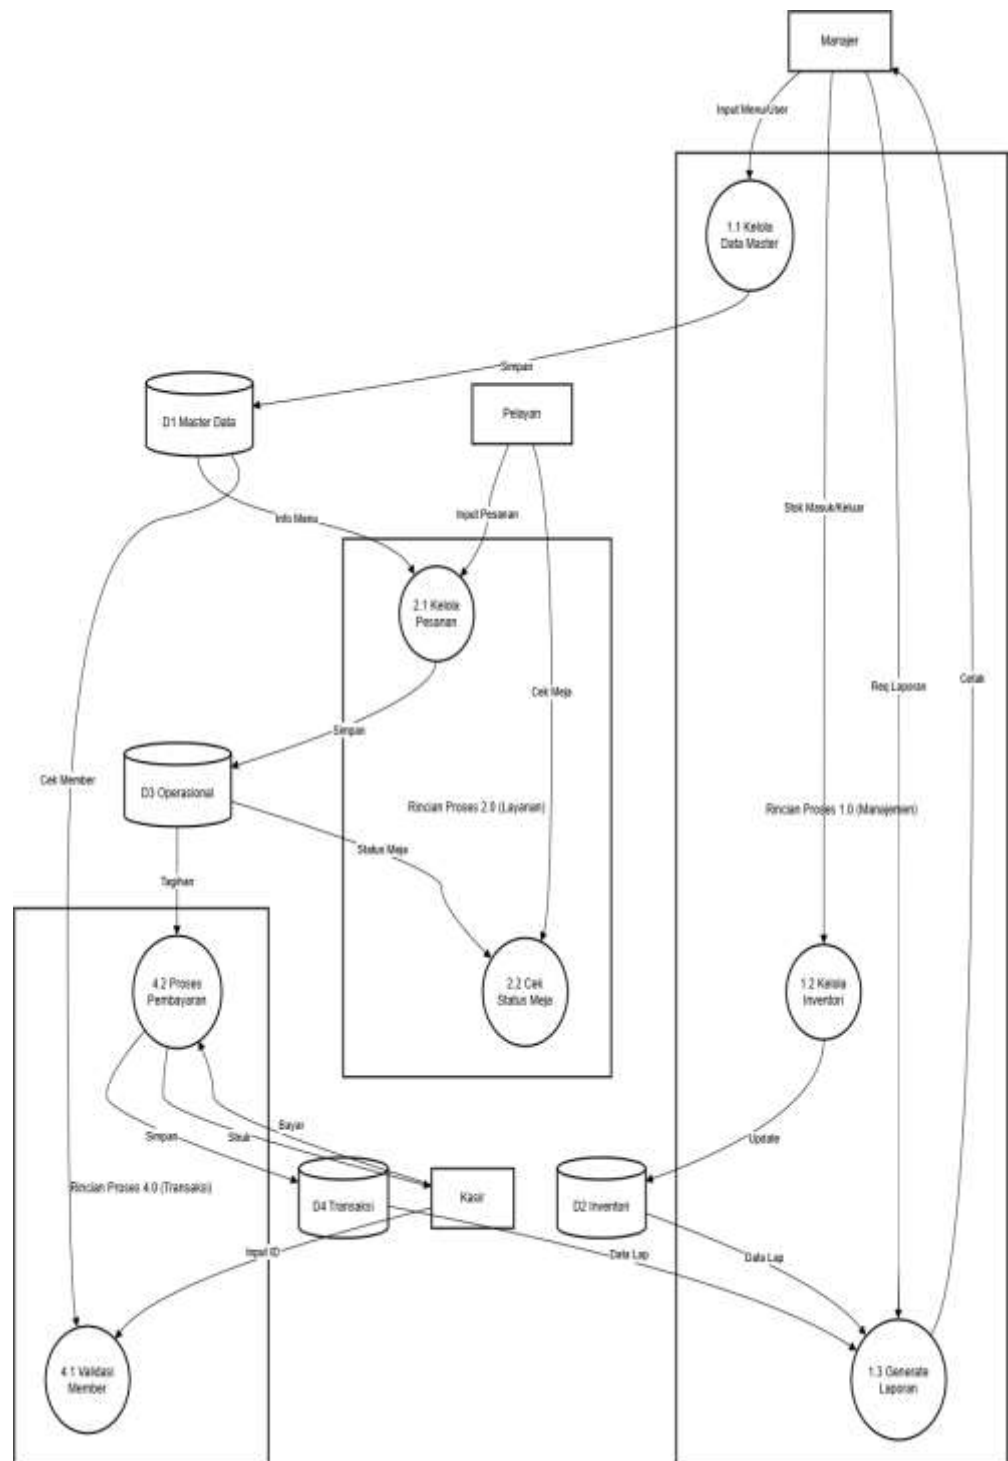 Manajer
Input Menu/User
1.1 Kelola
Data Master
Simpan
D1 Master Data
Pelayan
Info Menu
Input Pesanan
Stok Masuk/Keluar
2.1 Kelola
Pesanan
Cek Meja
Req Laporan
Cetak
Simpan
Cek Member
D3 Operasional
Rincian Proses 2.0 (Layanan)
Rincian Proses 1.0 (Manajemen)
Status Meja
Tagihan
4.2 Proses
Pembayaran
2.2 Cek
Status Meja
1.2 Kelola
Inventori
Bayar
Simpan
Struk
Update
Rincian Proses 4.0 (Transaksi)
D4 Transaksi
Kasir
D2 Inventori
Input ID
Data Lap
Data Lap
4.1 Validasi
Member
1.3 Generate
Laporan